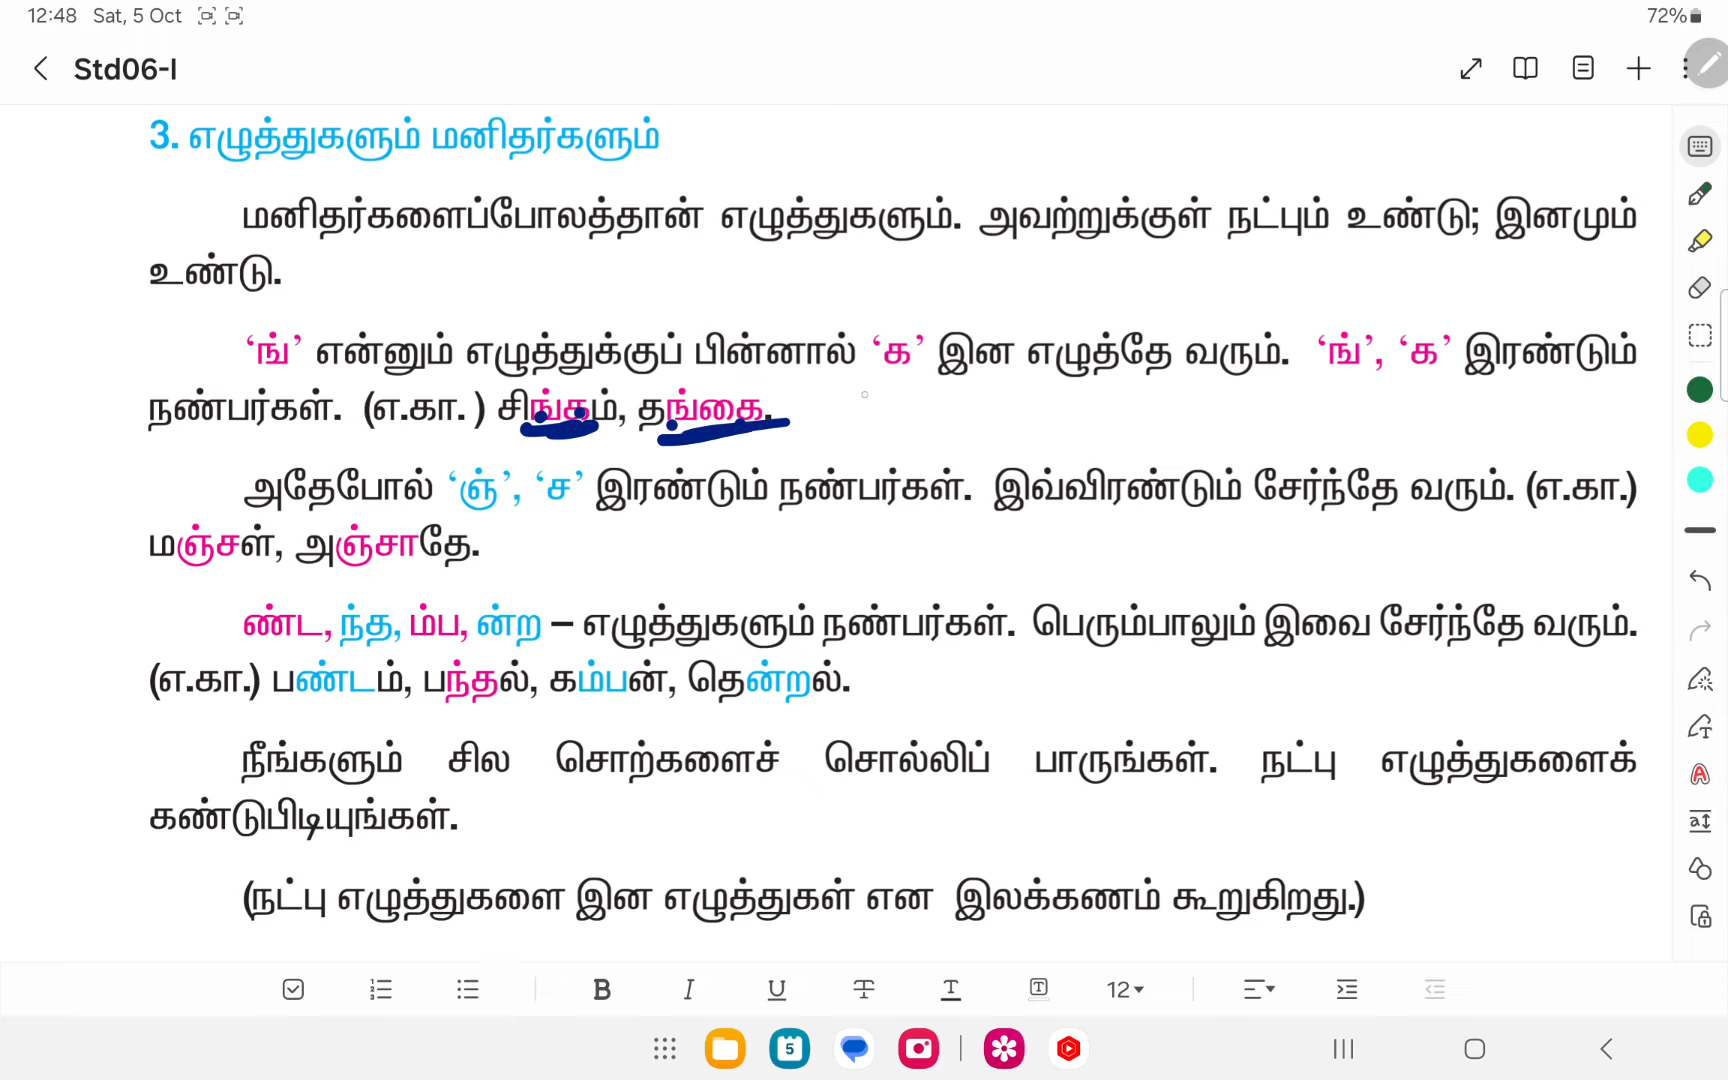 12:48 Sat, 5 Oct 72%
Std06-I
3. எழுத்துகளும் மனிதர்களும்
மனிதர்களைப்போலத்தான் எழுத்துகளும். அவற்றுக்குள் நட்பும் உண்டு; இனமும்
உண்டு.
‘ங்’ என்னும் எழுத்துக்குப் பின்னால் ‘க’ இன எழுத்தே வரும். ‘ங்’, ‘க’ இரண்டும்
நண்பர்கள். (எ.கா. ) சிங்கம், தங்கை.
அதேபோல் ‘ஞ்’, ‘ச’ இரண்டும் நண்பர்கள். இவ்விரண்டும் சேர்ந்தே வரும். (எ.கா.)
மஞ்சள், அஞ்சாதே.
ண்ட, ந்த, ம்ப, ன்ற – எழுத்துகளும் நண்பர்கள். பெரும்பாலும் இவை சேர்ந்தே வரும்.
(எ.கா.) பண்டம், பந்தல், கம்பன், தென்றல்.
நீங்களும் சில சொற்களைச் சொல்லிப் பாருங்கள். நட்பு எழுத்துகளைக்
கண்டுபிடியுங்கள்.
(நட்பு எழுத்துகளை இன எழுத்துகள் என இலக்கணம் கூறுகிறது.)
B I U T T T 12
5